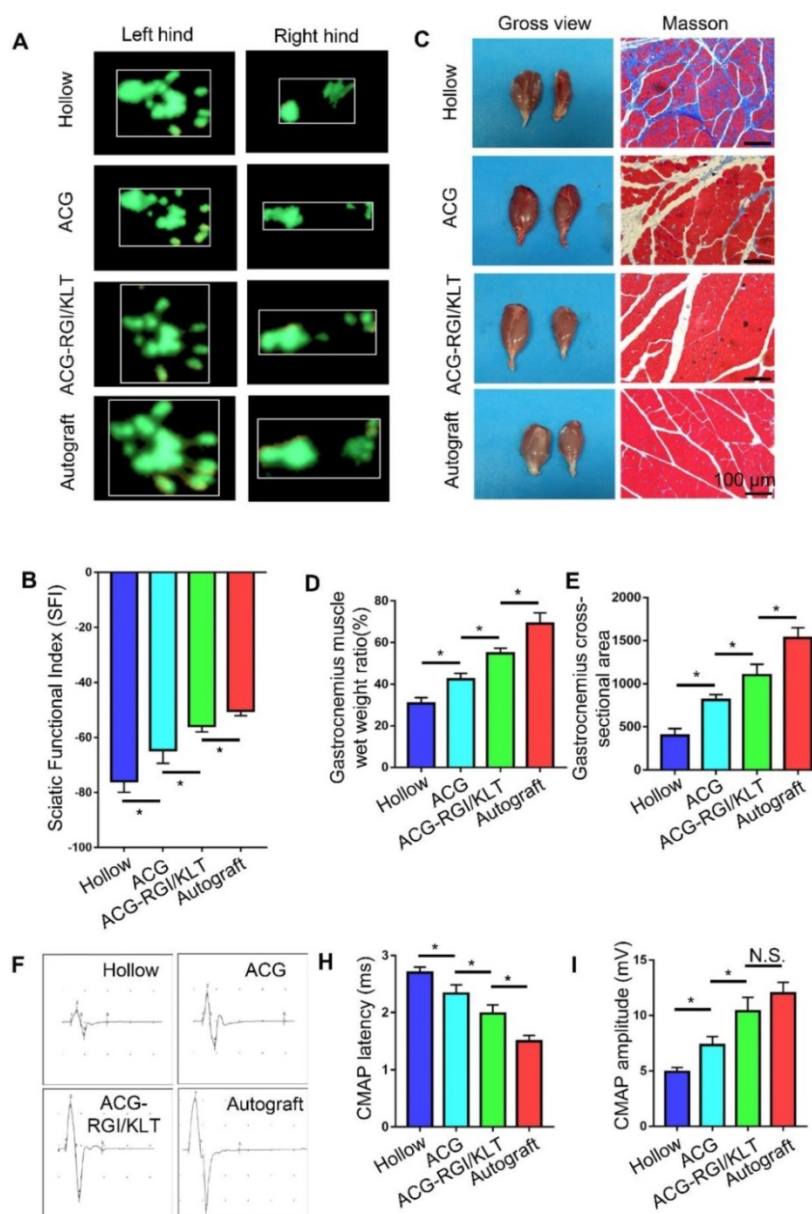 A
Left hind
Right hind
Hollow
ACG
ACG-RGI/KLT
Autograft
C
Gross view
Masson
Hollow
ACG
ACG-RGI/KLT
Autograft
100 μm
B
Sciatic Functional Index (SFI)
0
-20
-40
-60
-80
-100
*
*
*
Hollow
ACG
ACG-RGI/KLT
Autograft
D
Gastrocnemius muscle
wet weight ratio(%)
80
60
40
20
0
*
*
*
Hollow
ACG
ACG-RGI/KLT
Autograft
E
Gastrocnemius cross-
sectional area
1500
1000
500
0
*
*
*
Hollow
ACG
ACG-RGI/KLT
Autograft
F
Hollow
ACG
ACG-
RGI/KLT
Autograft
H
CMAP latency (ms)
3
2
1
0
*
*
*
Hollow
ACG
ACG-RGI/KLT
Autograft
I
CMAP amplitude (mV)
15
10
5
0
*
*
N.S.
Hollow
ACG
ACG-RGI/KLT
Autograft